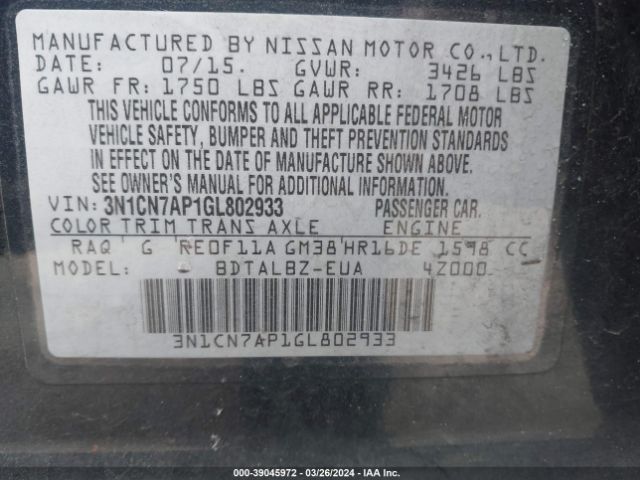 MANUFACTURED BY NISSAN MOTOR CO., LTD.
DATE: 07/15. GVWR: 3426 LBS
GAWR FR: 1750 LBS GAWR RR: 1708 LBS
THIS VEHICLE CONFORMS TO ALL APPLICABLE FEDERAL MOTOR
VEHICLE SAFETY, BUMPER AND THEFT PREVENTION STANDARDS
IN EFFECT ON THE DATE OF MANUFACTURE SHOWN ABOVE.
SEE OWNER'S MANUAL FOR ADDITIONAL INFORMATION.
VIN: 3N1CN7AP1GL802933 PASSENGER CAR.
COLOR TRIM TRANS AXLE ENGINE
RAQ G RE0F11A GM38 HR16DE 1598 CC
MODEL: BDTALBZ-EUA 4Z000
3N1CN7AP1GL802933
BID-ONLY - #39045972 - 03/26/2024 - IAA Inc.